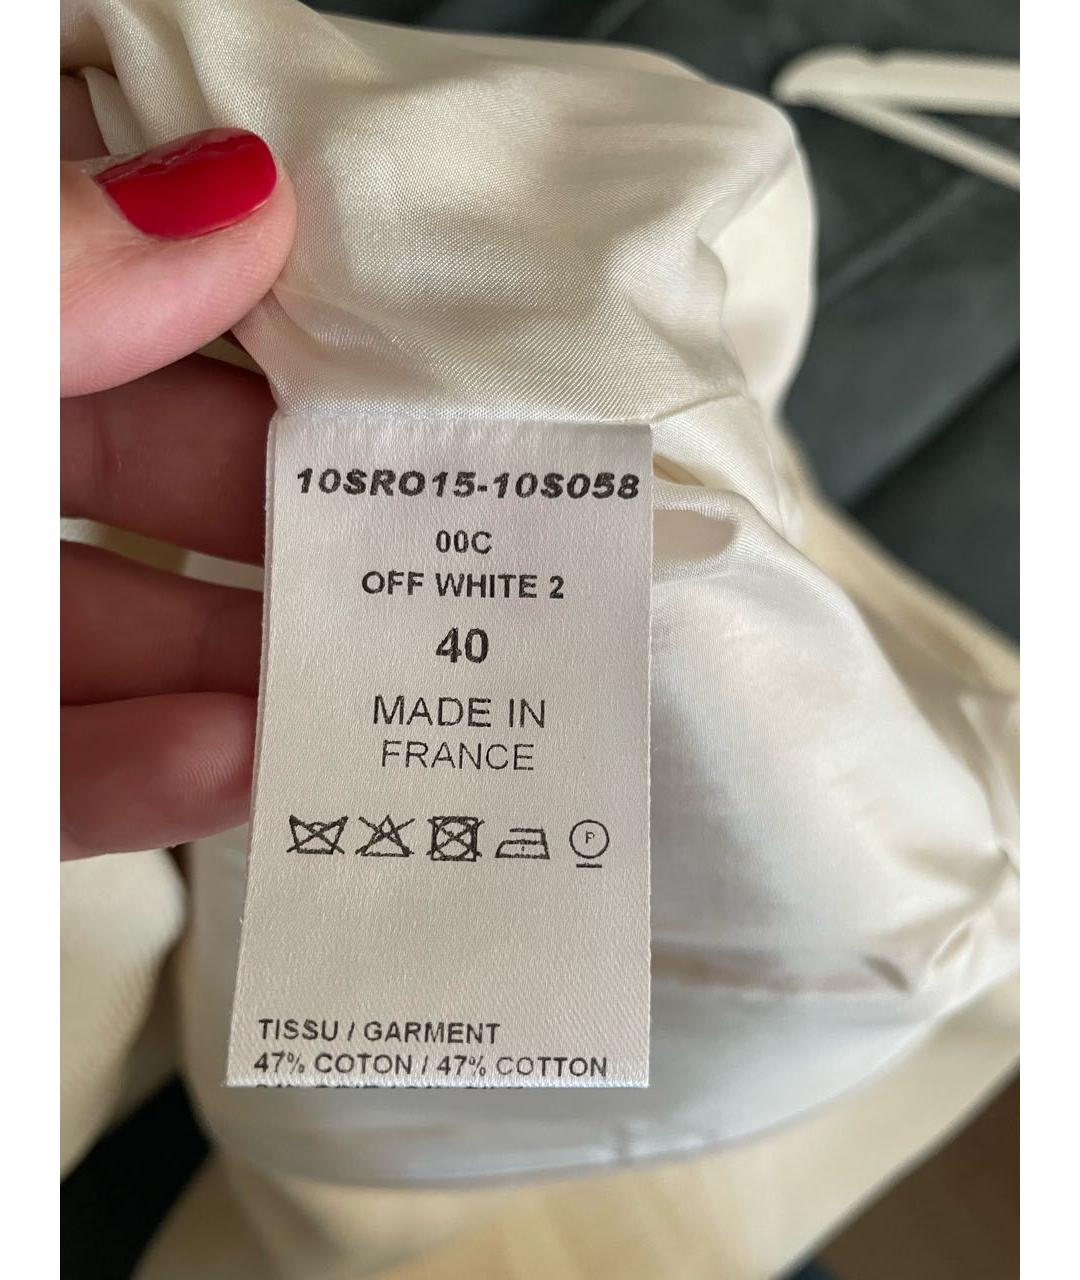 10SRO15-10S058
00C
OFF WHITE 2
40
MADE IN
FRANCE
P
TISSU / GARMENT
47% COTON / 47% COTTON